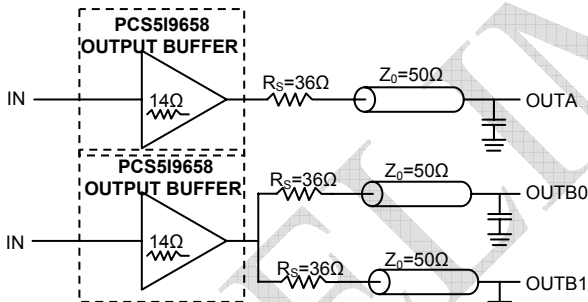 PCS5I9658
OUTPUT BUFFER
IN
14Ω
RS=36Ω
Z0=50Ω
OUTA
PCS5I9658
OUTPUT BUFFER
IN
14Ω
RS=36Ω
Z0=50Ω
OUTB0
RS=36Ω
Z0=50Ω
OUTB1